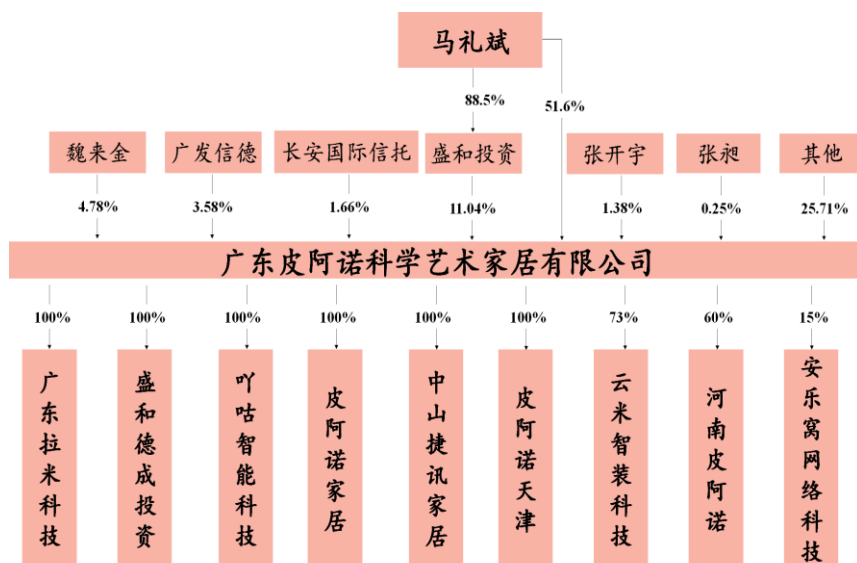 马礼斌
88.5%
51.6%
魏来金
广发信德
长安国际信托
盛和投资
张开宇
张昶
其他
4.78%
3.58%
1.66%
11.04%
1.38%
0.25%
25.71%
广东皮阿诺科学艺术家居有限公司
100%
100%
100%
100%
100%
100%
73%
60%
15%
广东拉米科技
盛和德成投资
吖咕智能科技
皮阿诺家居
中山捷讯家居
皮阿诺天津
云米智装科技
河南皮阿诺
安乐窝网络科技